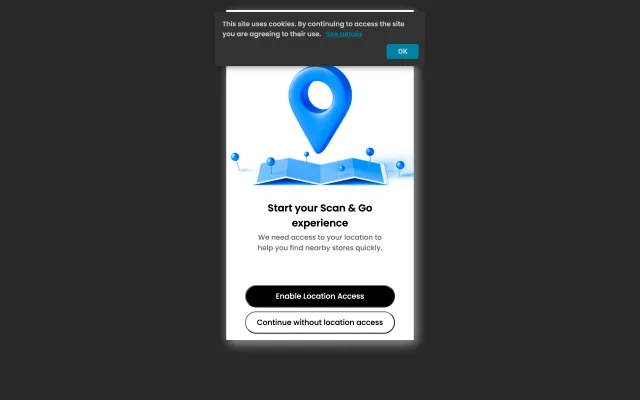 This site uses cookies. By continuing to access the site
you are agreeing to their use. See details
OK
Start your Scan & Go
experience
We need access to your location to
help you find nearby stores quickly.
Enable Location Access
Continue without location access